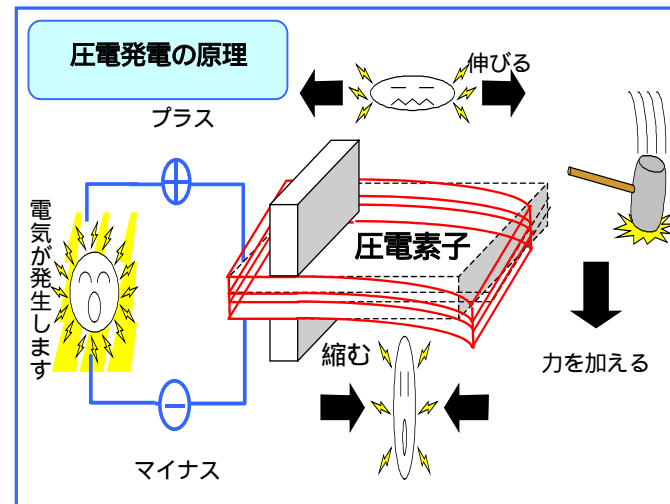 圧電発電の原理
伸びる
プラス
電気が発生します
圧電素子
縮む
力を加える
マイナス